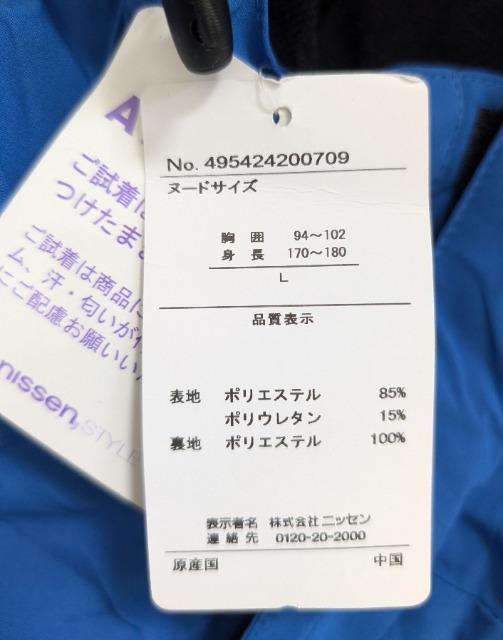 No. 495424200709
ヌードサイズ
胸 囲 94～102
身 長 170～180
L
品質表示
表地 ポリエステル 85%
ポリウレタン 15%
裏地 ポリエステル 100%
表示者名 株式会社ニッセン
連絡先 0120-20-2000
原産国 中国
ご試着は
つけたまま
ご試着は商品に
ム、汗・匂いが
にご配慮お願いい
nissen, STYLE